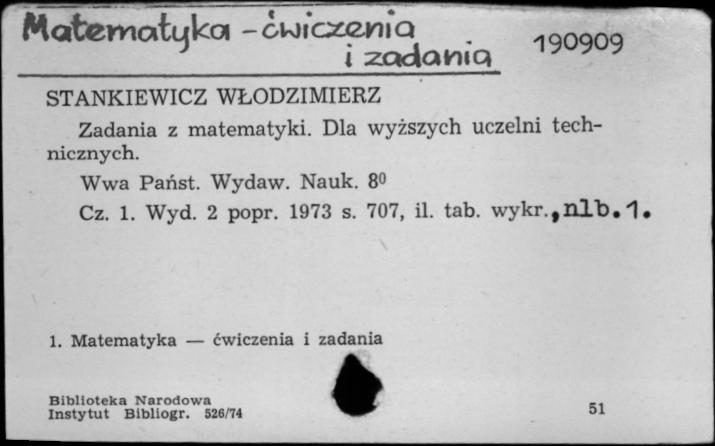 Matematyka - ćwiczenia
i zadania
190909
STANKIEWICZ WŁODZIMIERZ
Zadania z matematyki. Dla wyższych uczelni tech-
nicznych.
Wwa Państ. Wydaw. Nauk. 8⁰
Cz. 1. Wyd. 2 popr. 1973 s. 707, il. tab. wykr.,nlb.1.
1. Matematyka — ćwiczenia i zadania
Biblioteka Narodowa
Instytut Bibliogr. 526/74
51